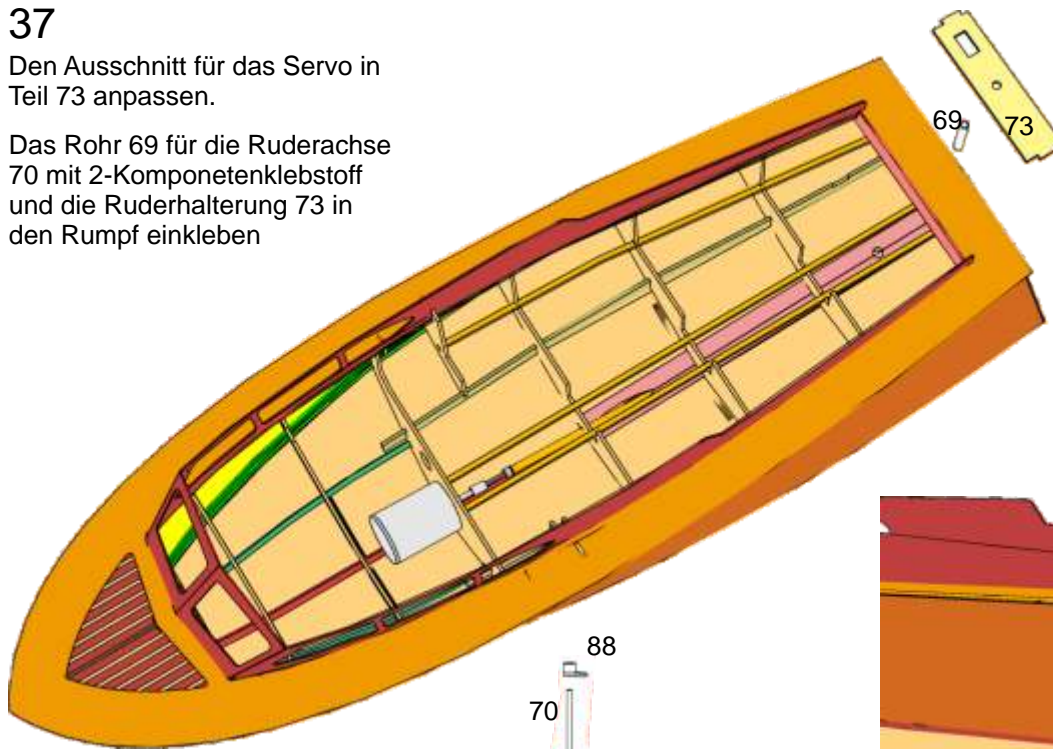 37
Den Ausschnitt für das Servo in
Teil 73 anpassen.
Das Rohr 69 für die Ruderachse
70 mit 2-Komponetenklebstoff
und die Ruderhalterung 73 in
den Rumpf einkleben
69
73
88
70